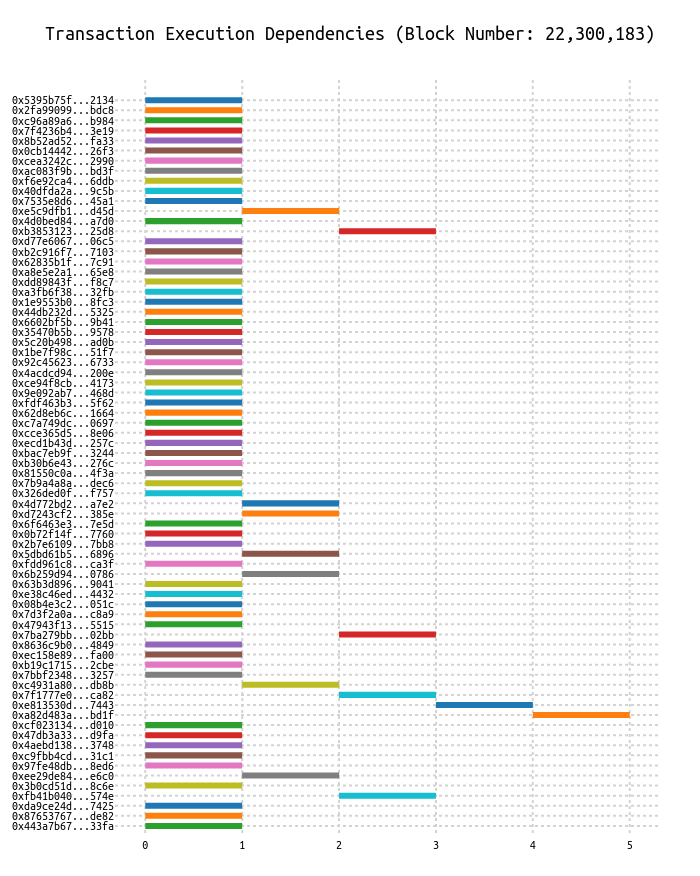 Transaction Execution Dependencies (Block Number: 22,300,183)
0x5395b75f...2134
0x2fa99099...bdc8
0xc96a89a6...b984
0x7f4236b4...3e19
0x8b52ad52...fa33
0x0cb14442...26f3
0xcea3242c...2990
0xac083f9b...bd3f
0xf6e92ca4...6ddb
0x40dfda2a...9c5b
0x7535e8d6...45a1
0xe5c9dfb1...d45d
0x4d0bed84...a7d0
0xb3853123...25d8
0xd77e6067...06c5
0xb2c916f7...7103
0x62835b1f...7c91
0xa8e5e2a1...65e8
0xdd89843f...f8c7
0xa3fb6f38...32fb
0x1e9553b0...8fc3
0x44db232d...5325
0x6602bf5b...9b41
0x35470b5b...9578
0x5c20b498...ad0b
0x1be7f98c...51f7
0x92c45623...6733
0x4acdcd94...200e
0xce94f8cb...4173
0x9e092ab7...468d
0xfdf463b3...5f62
0x62d8eb6c...1664
0xc7a749dc...0697
0xcce365d5...8e06
0xecd1b43d...257c
0xbac7eb9f...3244
0xb30b6e43...276c
0x81550c0a...4f3a
0x7b9a4a8a...dec6
0x326ded0f...f757
0x4d772bd2...a7e2
0xd7243cf2...385e
0x6f6463e3...7e5d
0x0b72f14f...7760
0x2b7e6109...7bb8
0x5dbd61b5...6896
0xfdd961c8...ca3f
0x6b259d94...0786
0x63b3d896...9041
0xe38c46ed...4432
0x08b4e3c2...051c
0x7d3f2a0a...c8a9
0x47943f13...5515
0x7ba279bb...02bb
0x8636c9b0...4849
0xec158e89...fa00
0xb19c1715...2cbe
0x7bbf2348...3257
0xc4931a80...db8b
0x7f1777e0...ca82
0xe813530d...7443
0xa82d483a...bd1f
0xcf023134...d010
0x47db3a33...d9fa
0x4aebd138...3748
0xc9fbb4cd...31c1
0x97fe48db...8ed6
0xee29de84...e6c0
0x3b0cd51d...8c6e
0xfb41b040...574e
0xda9ce24d...7425
0x87653767...de82
0x443a7b67...33fa
0 1 2 3 4 5